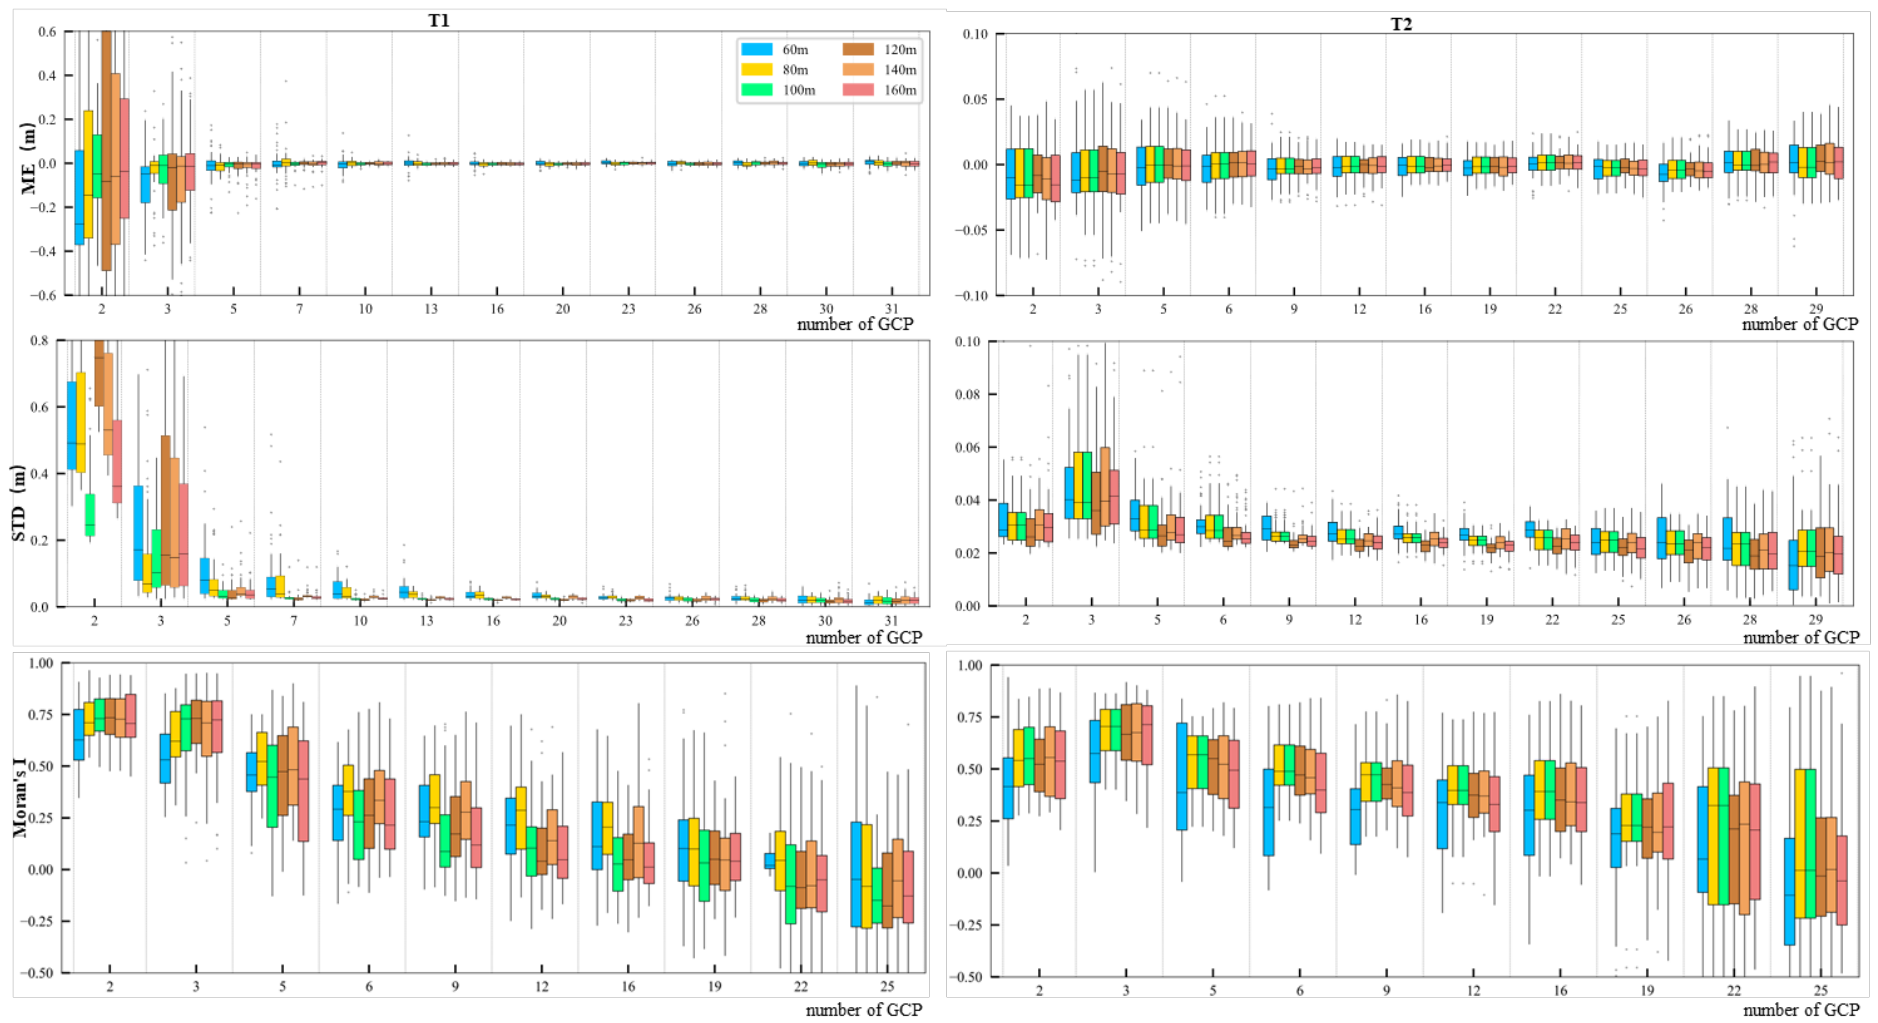 T1
T2
0.6
0.4
0.2
0.0
−0.2
−0.4
−0.6
ME (m)
60m
80m
100m
120m
140m
160m
2 3 5 7 10 13 16 20 23 26 28 30 31
number of GCP
0.10
0.05
0.00
−0.05
−0.10
2 3 5 6 9 12 16 19 22 25 26 28 29
number of GCP
0.8
0.6
0.4
0.2
0.0
STD (m)
2 3 5 7 10 13 16 20 23 26 28 30 31
number of GCP
0.10
0.08
0.06
0.04
0.02
0.00
2 3 5 6 9 12 16 19 22 25 26 28 29
number of GCP
1.00
0.75
0.50
0.25
0.00
−0.25
−0.50
Moran's I
2 3 5 6 9 12 16 19 22 25
number of GCP
1.00
0.75
0.50
0.25
0.00
−0.25
−0.50
2 3 5 6 9 12 16 19 22 25
number of GCP